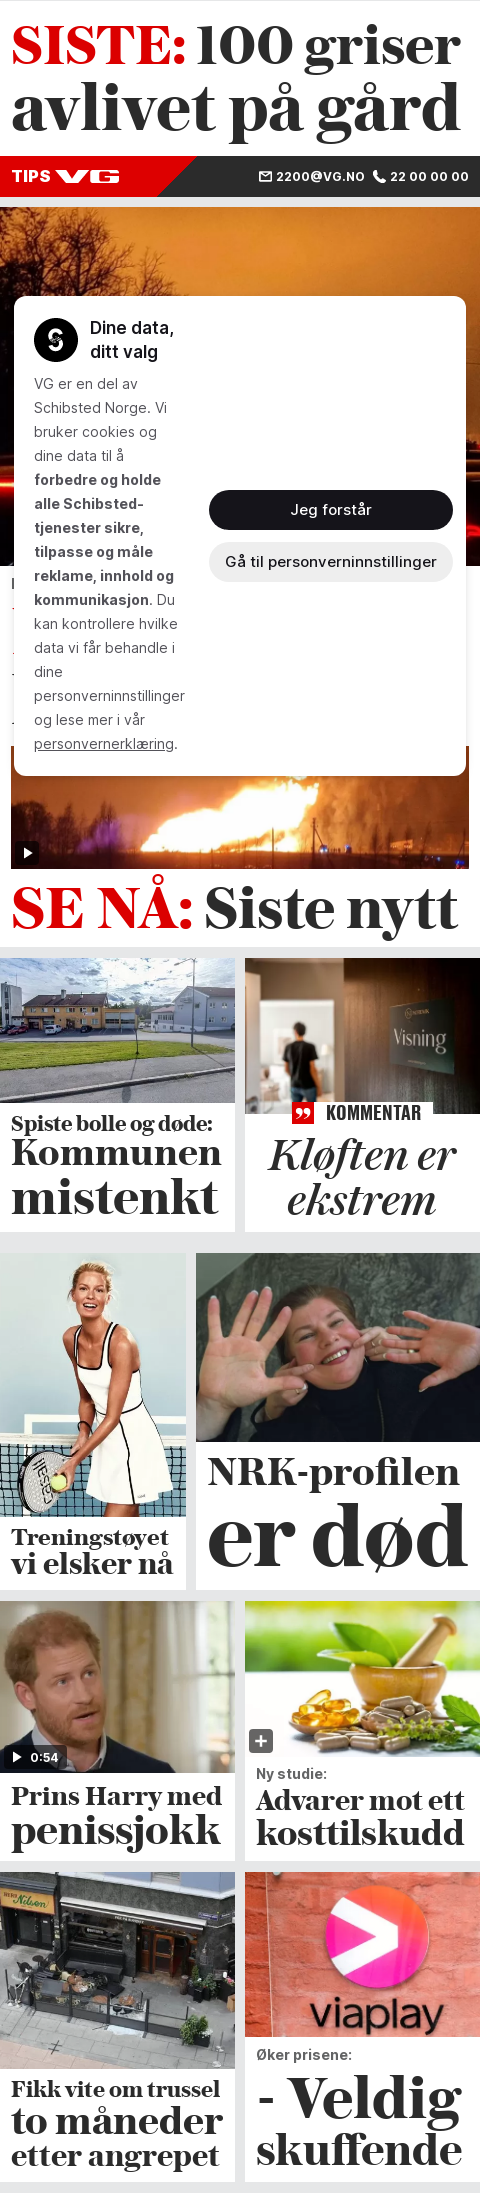 SISTE: 100 griser
avlivet på gård
TIPS VG
2200@VG.NO 22 00 00 00
Dine data,
ditt valg
VG er en del av
Schibsted Norge. Vi
bruker cookies og
dine data til å
forbedre og holde
alle Schibsted-
tjenester sikre,
tilpasse og måle
reklame, innhold og
kommunikasjon. Du
kan kontrollere hvilke
data vi får behandle i
dine
personverninnstillinger
og lese mer i vår
personvernerklæring.
Jeg forstår
Gå til personverninnstillinger
SE NÅ: Siste nytt
Spiste bolle og døde:
Kommunen
mistenkt
Visning
KOMMENTAR
Kløften er
ekstrem
Treningstøyet
vi elsker nå
NRK-profilen
er død
0:54
Prins Harry med
penissjokk
Ny studie:
Advarer mot ett
kosttilskudd
Nilsen
Fikk vite om trussel
to måneder
etter angrepet
viaplay
Øker prisene:
- Veldig
skuffende